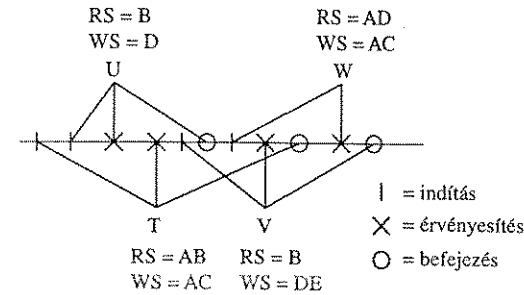 RS = B
WS = D
U
RS = AD
WS = AC
W
T
RS = AB
WS = AC
V
RS = B
WS = DE
| = indítás
X = érvényesítés
O = befejezés